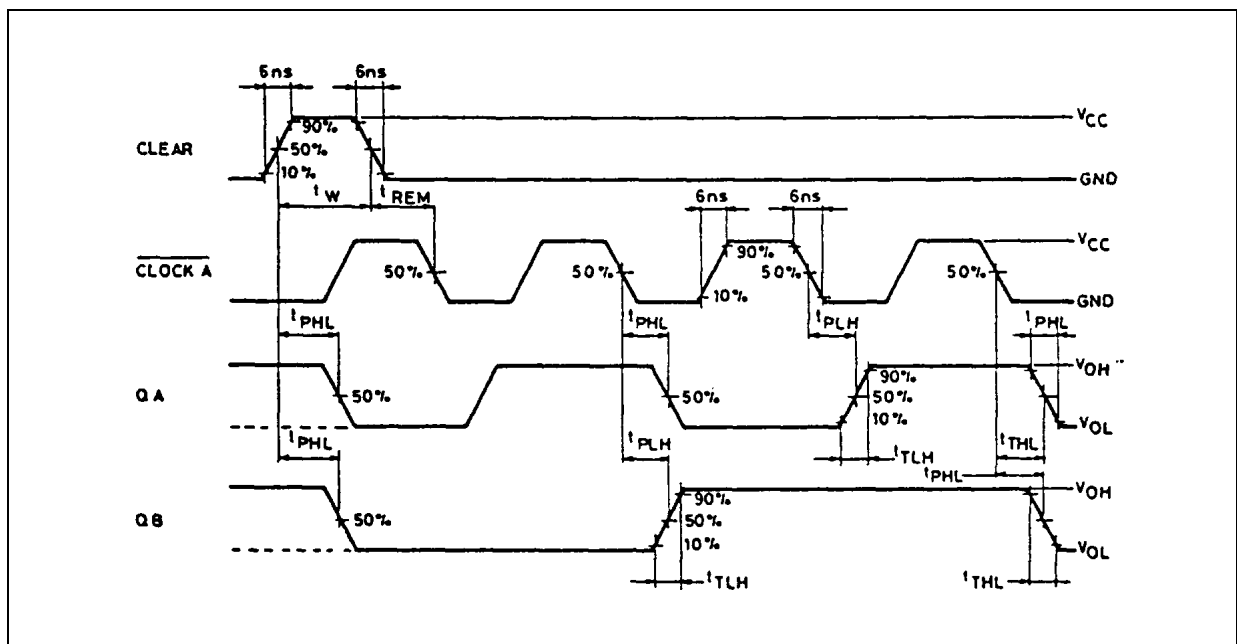 6ns 6ns
VCC
90%
CLEAR
50%
10%
tW tREM
GND
6ns 6ns
VCC
90%
CLOCK A
50% 50% 50% 50%
10%
GND
tPHL tPHL tPLH tPHL
VOH"
90%
QA
50% 50% 50%
10%
VOL
tPHL tPLH tTLH tTHL
tPHL
VOH
90%
QB
50% 50%
10%
VOL
tTLH tTHL